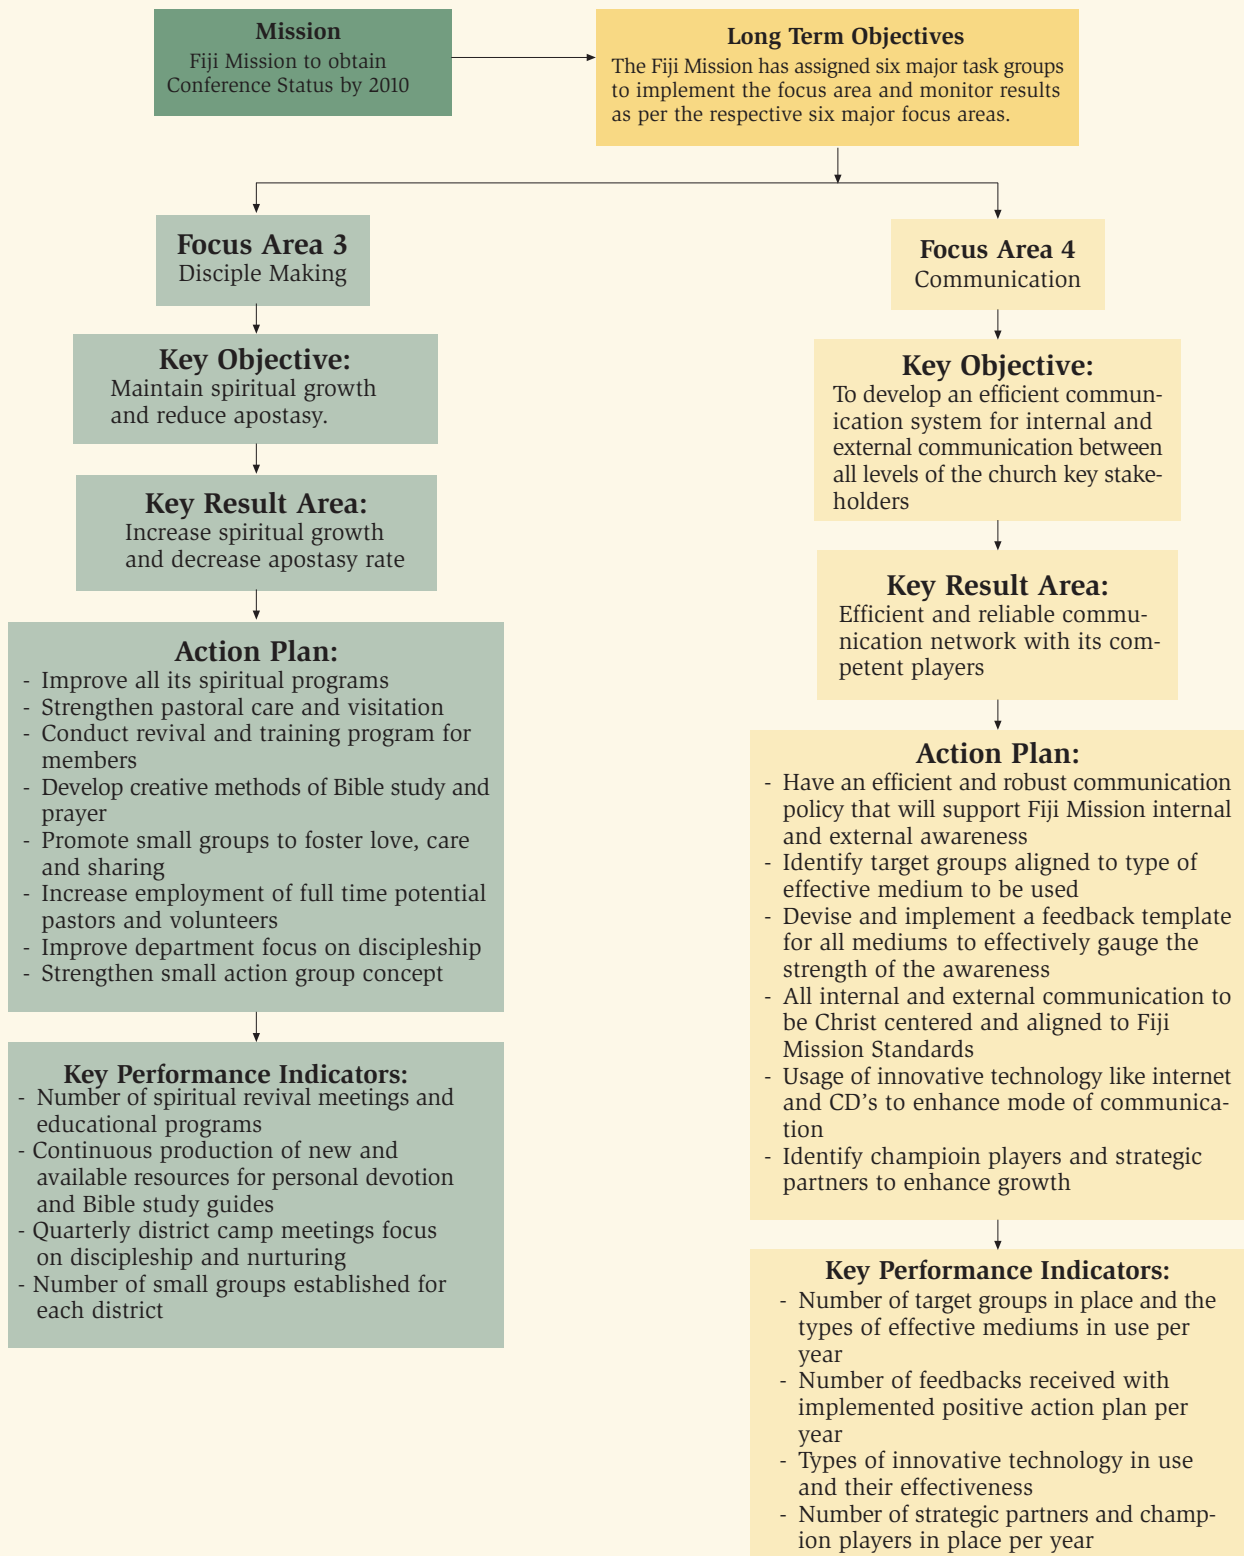 Mission
Fiji Mission to obtain
Conference Status by 2010
Long Term Objectives
The Fiji Mission has assigned six major task groups
to implement the focus area and monitor results
as per the respective six major focus areas.
Focus Area 3
Disciple Making
Key Objective:
Maintain spiritual growth
and reduce apostasy.
Key Result Area:
Increase spiritual growth
and decrease apostasy rate
Action Plan:
- Improve all its spiritual programs
- Strengthen pastoral care and visitation
- Conduct revival and training program for
members
- Develop creative methods of Bible study and
prayer
- Promote small groups to foster love, care
and sharing
- Increase employment of full time potential
pastors and volunteers
- Improve department focus on discipleship
- Strengthen small action group concept
Key Performance Indicators:
- Number of spiritual revival meetings and
educational programs
- Continuous production of new and
available resources for personal devotion
and Bible study guides
- Quarterly district camp meetings focus
on discipleship and nurturing
- Number of small groups established for
each district
Focus Area 4
Communication
Key Objective:
To develop an efficient commun-
ication system for internal and
external communication between
all levels of the church key stake-
holders
Key Result Area:
Efficient and reliable commu-
nication network with its com-
petent players
Action Plan:
- Have an efficient and robust communication
policy that will support Fiji Mission internal
and external awareness
- Identify target groups aligned to type of
effective medium to be used
- Devise and implement a feedback template
for all mediums to effectively gauge the
strength of the awareness
- All internal and external communication to
be Christ centered and aligned to Fiji
Mission Standards
- Usage of innovative technology like internet
and CD's to enhance mode of communica-
tion
- Identify champioin players and strategic
partners to enhance growth
Key Performance Indicators:
- Number of target groups in place and the
types of effective mediums in use per
year
- Number of feedbacks received with
implemented positive action plan per
year
- Types of innovative technology in use
and their effectiveness
- Number of strategic partners and champ-
ion players in place per year